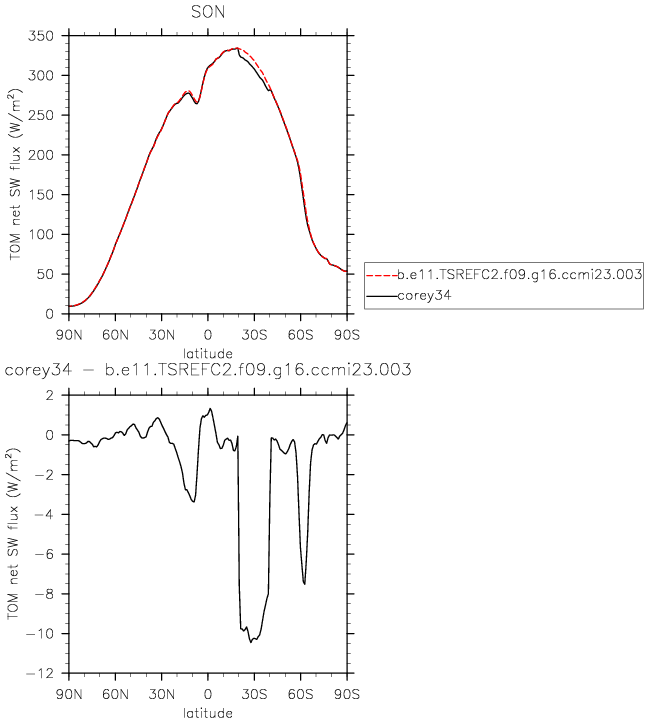 SON
TOM net SW flux (W/m²)
350
300
250
200
150
100
50
0
90N 60N 30N 0 30S 60S 90S
latitude
b.e11.TSREFC2.f09.g16.ccmi23.003
corey34
corey34 − b.e11.TSREFC2.f09.g16.ccmi23.003
TOM net SW flux (W/m²)
2
0
−2
−4
−6
−8
−10
−12
90N 60N 30N 0 30S 60S 90S
latitude